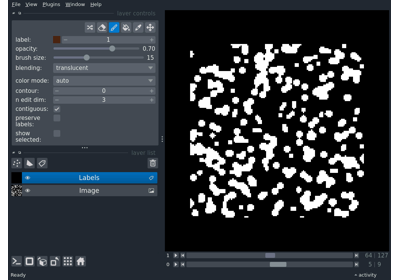 File View Plugins Window Help
layer controls
label: 1
opacity: 0.70
brush size: 15
blending: translucent
color mode: auto
contour: 0
n edit dim: 3
contiguous:
preserve
labels:
show
selected:
layer list
Labels
Image
1 64 127
0 5 9
Ready activity